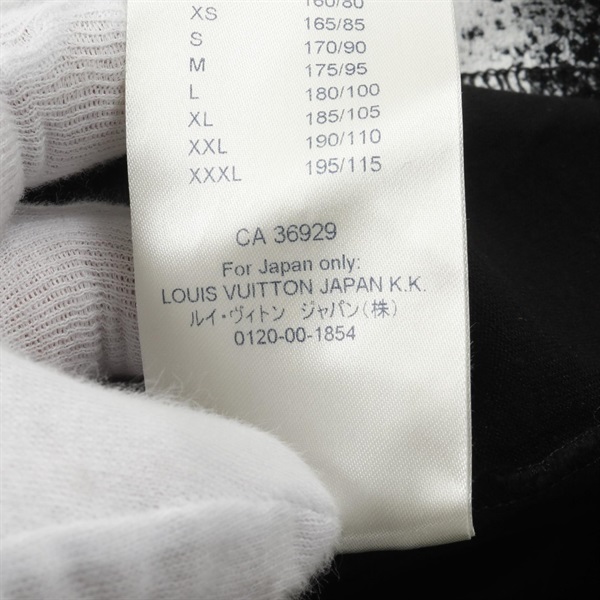 160/80
XS 165/85
S 170/90
M 175/95
L 180/100
XL 185/105
XXL 190/110
XXXL 195/115
CA 36929
For Japan only:
LOUIS VUITTON JAPAN K.K.
ルイ・ヴィトン ジャパン(株)
0120-00-1854